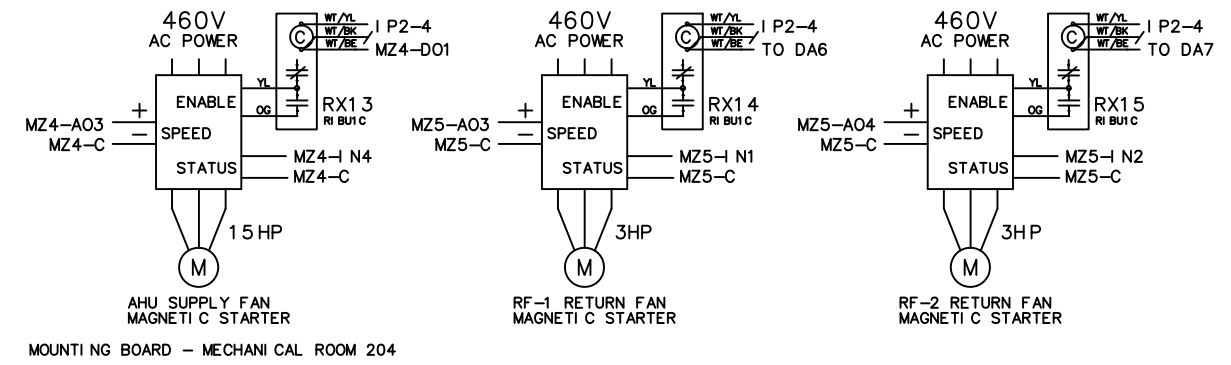 460V
AC POWER
WT/YL
WT/BK
WT/BE
IP2-4
MZ4-DO1
C
YL
OG
RX13
RIBU1C
ENABLE
+
SPEED
-
STATUS
MZ4-AO3
MZ4-C
MZ4-IN4
MZ4-C
15HP
M
AHU SUPPLY FAN
MAGNETIC STARTER
460V
AC POWER
WT/YL
WT/BK
WT/BE
IP2-4
TO DA6
C
YL
OG
RX14
RIBU1C
ENABLE
+
SPEED
-
STATUS
MZ5-AO3
MZ5-C
MZ5-IN1
MZ5-C
3HP
M
RF-1 RETURN FAN
MAGNETIC STARTER
460V
AC POWER
WT/YL
WT/BK
WT/BE
IP2-4
TO DA7
C
YL
OG
RX15
RIBU1C
ENABLE
+
SPEED
-
STATUS
MZ5-AO4
MZ5-C
MZ5-IN2
MZ5-C
3HP
M
RF-2 RETURN FAN
MAGNETIC STARTER
MOUNTING BOARD - MECHANICAL ROOM 204